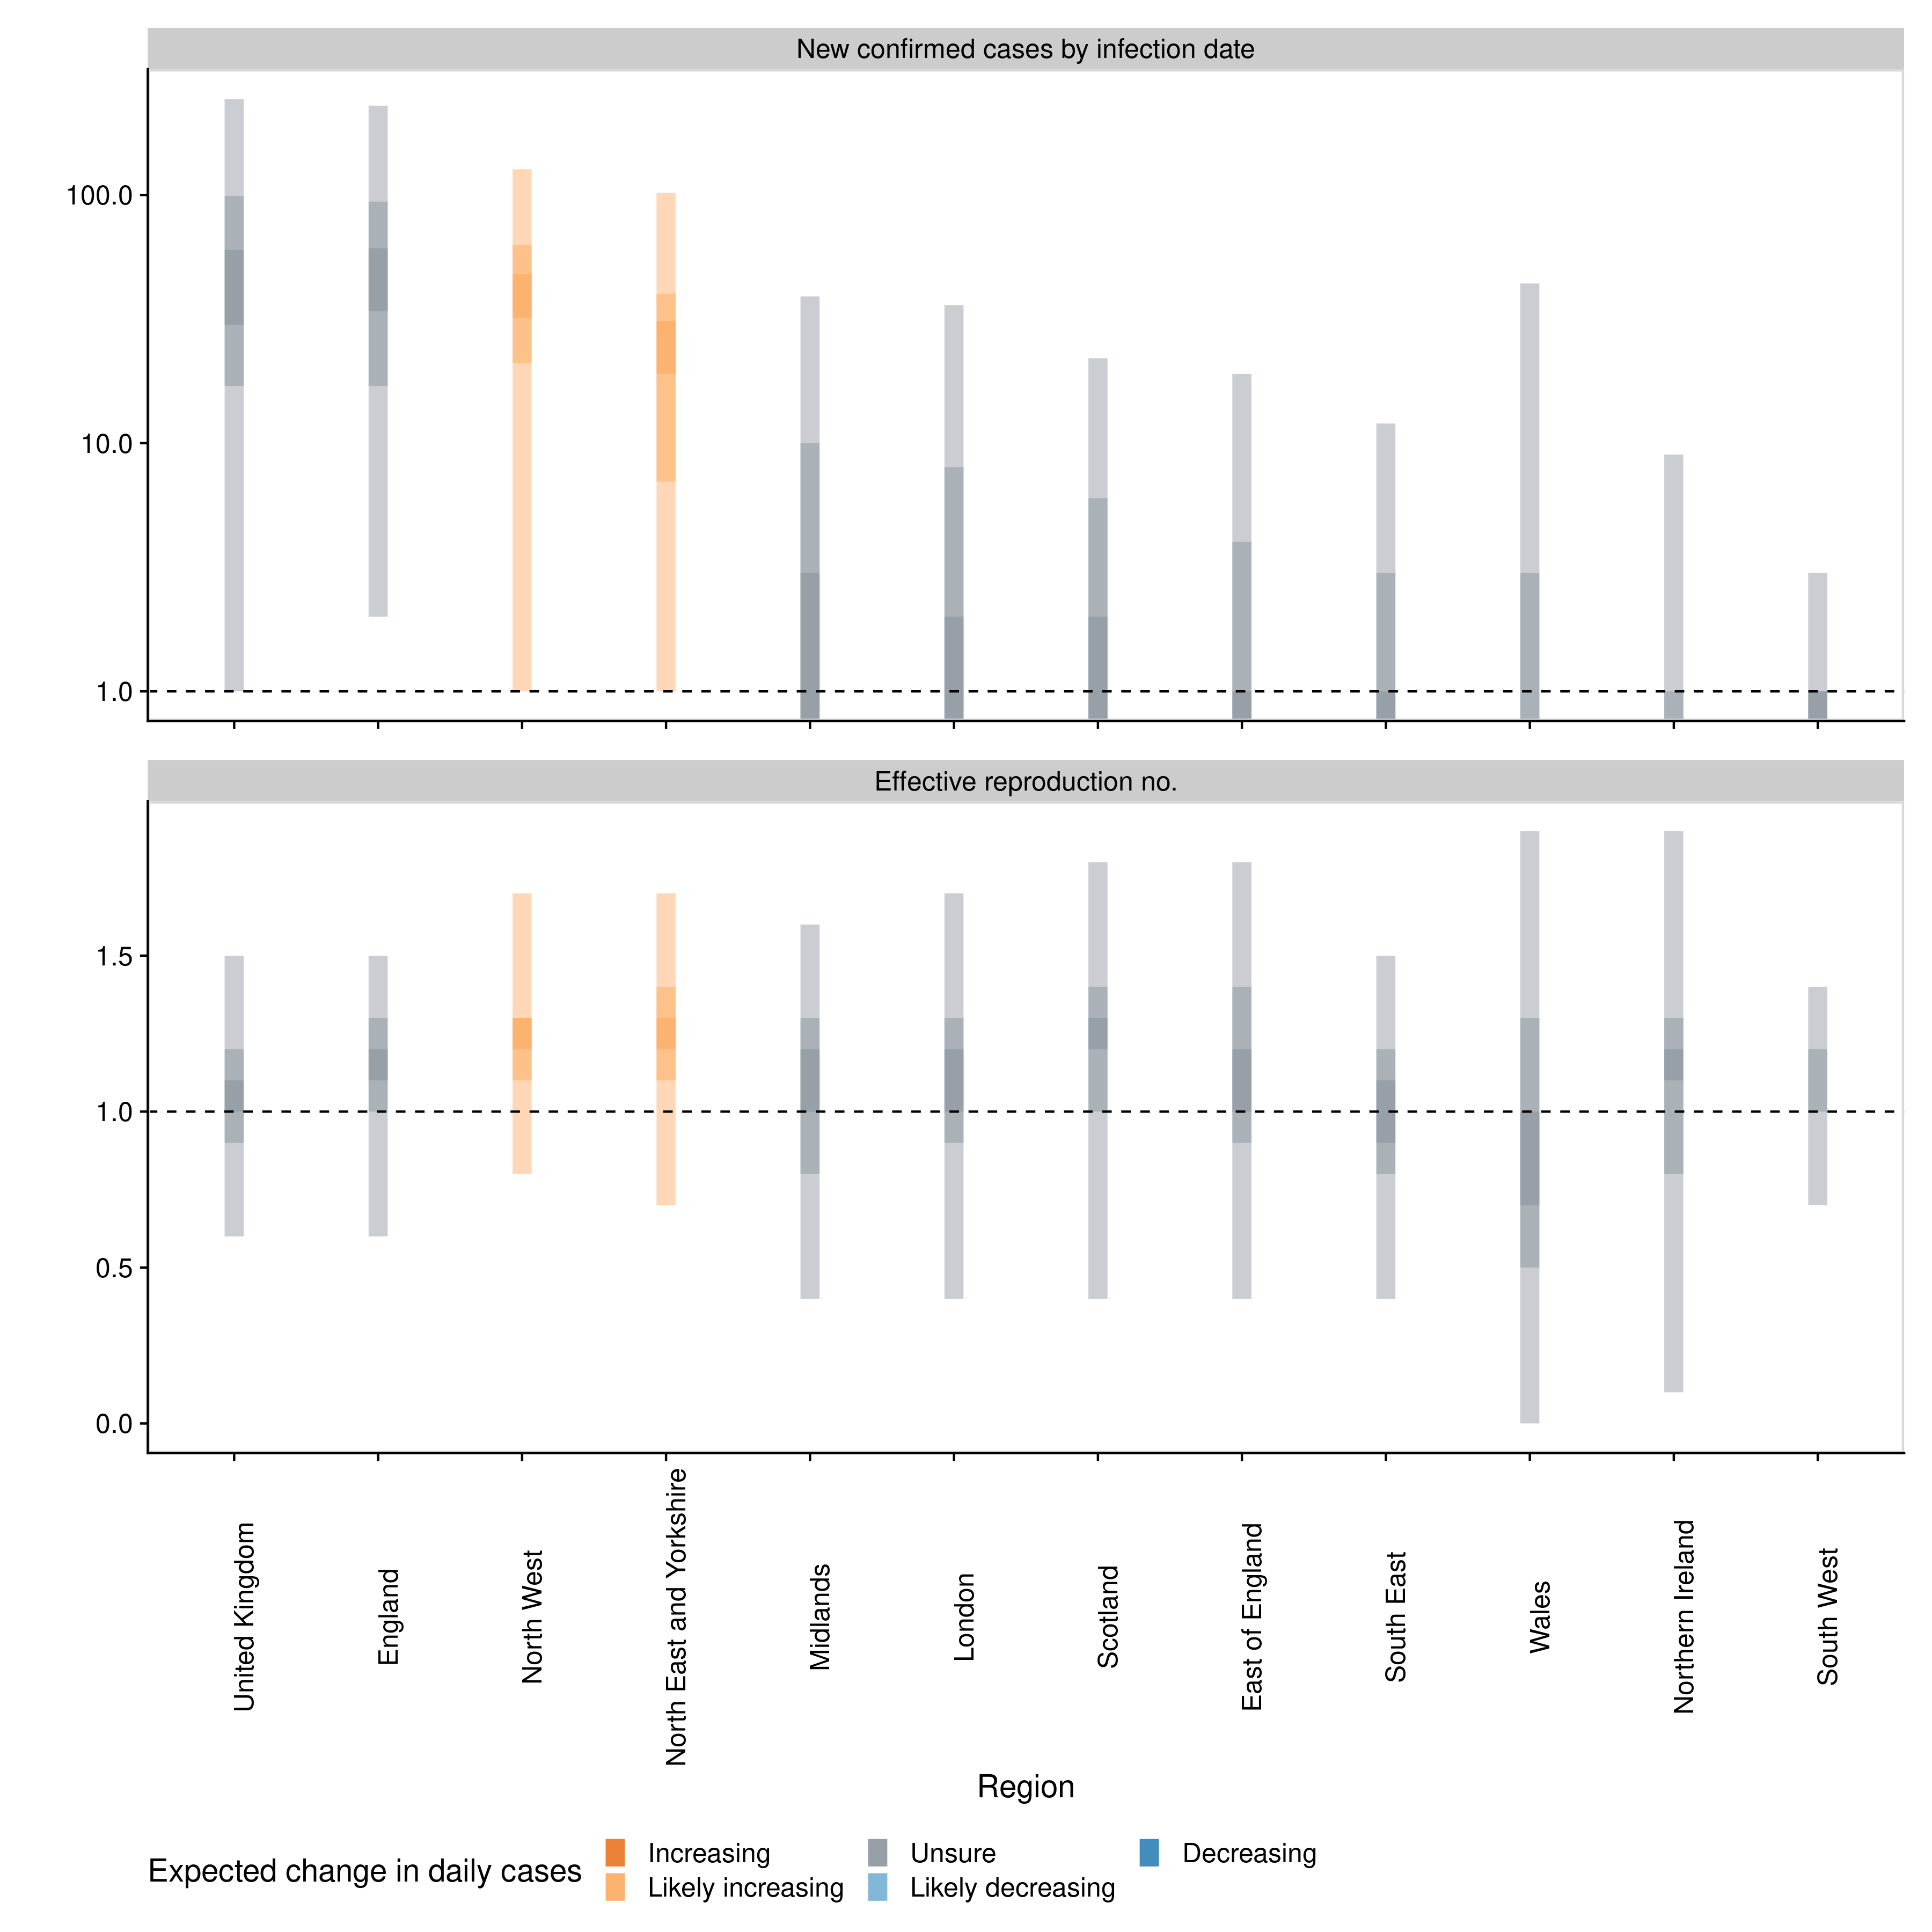 New confirmed cases by infection date
100.0
10.0
1.0
Effective reproduction no.
1.5
1.0
0.5
0.0
United Kingdom
England
North West
North East and Yorkshire
Midlands
London
Scotland
East of England
South East
Wales
Northern Ireland
South West
Region
Expected change in daily cases
Increasing
Unsure
Decreasing
Likely increasing
Likely decreasing